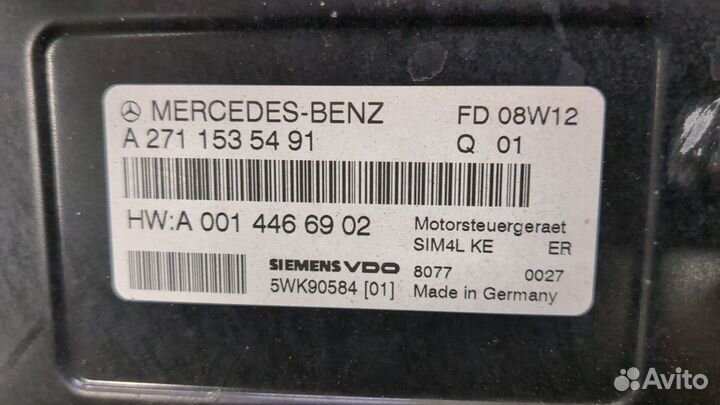 MERCEDES-BENZ FD 08W12
A 271 153 54 91 Q 01
HW:A 001 446 69 02 Motorsteuergeraet
SIM4L KE ER
SIEMENS VDO 8077 0027
5WK90584 [01] Made in Germany
Avito